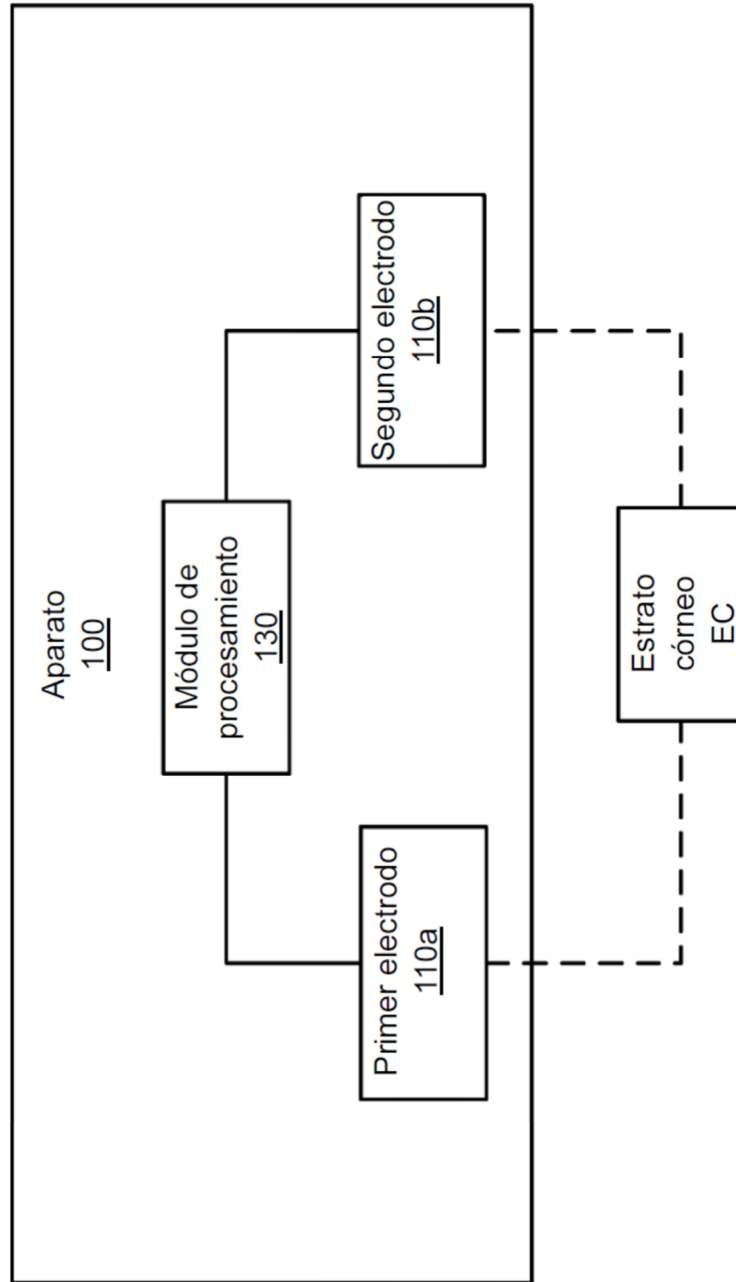 Aparato
100
Módulo de
procesamiento
130
Primer electrodo
110a
Segundo electrodo
110b
Estrato
córneo
EC